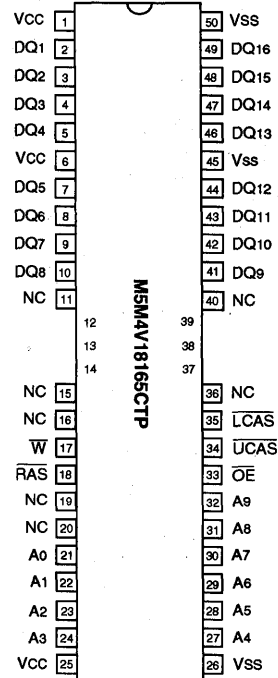 VCC 1 50 VSS
DQ1 2 49 DQ16
DQ2 3 48 DQ15
DQ3 4 47 DQ14
DQ4 5 46 DQ13
VCC 6 45 VSS
DQ5 7 44 DQ12
DQ6 8 43 DQ11
DQ7 9 42 DQ10
DQ8 10 41 DQ9
NC 11 40 NC
12 39
13 38
14 37
M5M4V18165CTP
NC 15 36 NC
NC 16 35 L̅C̅A̅S̅
W̅ 17 34 U̅C̅A̅S̅
R̅A̅S̅ 18 33 O̅E̅
NC 19 32 A9
NC 20 31 A8
A0 21 30 A7
A1 22 29 A6
A2 23 28 A5
A3 24 27 A4
VCC 25 26 VSS